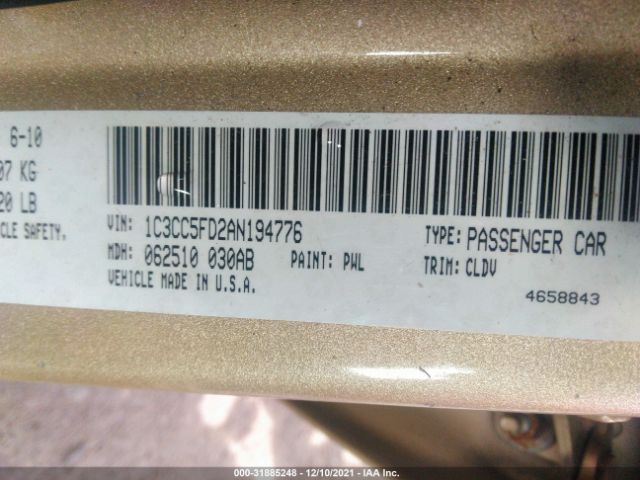 6-10
07 KG
20 LB
CLE SAFETY.
VIN: 1C3CC5FD2AN194776
TYPE: PASSENGER CAR
MDH: 062510 030AB
PAINT: PWL
TRIM: CLDV
VEHICLE MADE IN U.S.A.
4658843
000-31885248 - 12/10/2021 - IAA Inc.